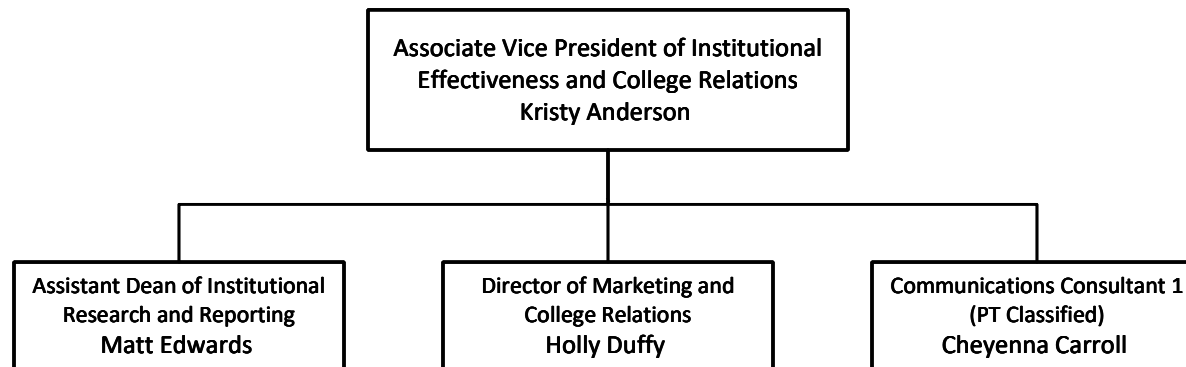 Associate Vice President of Institutional
Effectiveness and College Relations
Kristy Anderson
Assistant Dean of Institutional
Research and Reporting
Matt Edwards
Director of Marketing and
College Relations
Holly Duffy
Communications Consultant 1
(PT Classified)
Cheyenna Carroll